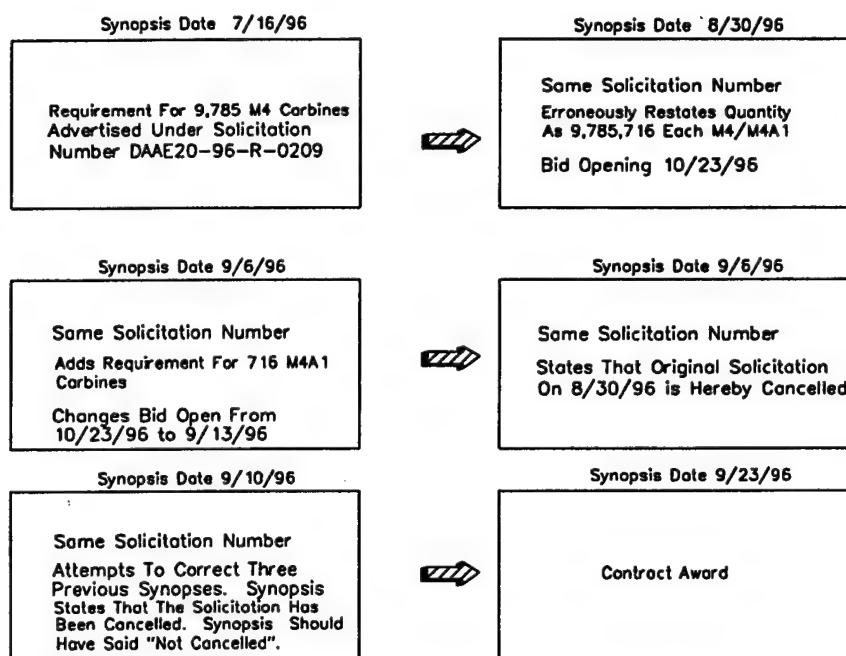 Synopsis Date 7/16/96
Requirement For 9,785 M4 Carbines
Advertised Under Solicitation
Number DAAE20-96-R-0209
Synopsis Date 8/30/96
Same Solicitation Number
Erroneously Restates Quantity
As 9,785,716 Each M4/M4A1
Bid Opening 10/23/96
Synopsis Date 9/6/96
Same Solicitation Number
Adds Requirement For 716 M4A1
Carbines
Changes Bid Open From
10/23/96 to 9/13/96
Synopsis Date 9/6/96
Same Solicitation Number
States That Original Solicitation
On 8/30/96 is Hereby Cancelled
Synopsis Date 9/10/96
Same Solicitation Number
Attempts To Correct Three
Previous Synopses. Synopsis
States That The Solicitation Has
Been Cancelled. Synopsis Should
Have Said "Not Cancelled".
Synopsis Date 9/23/96
Contract Award